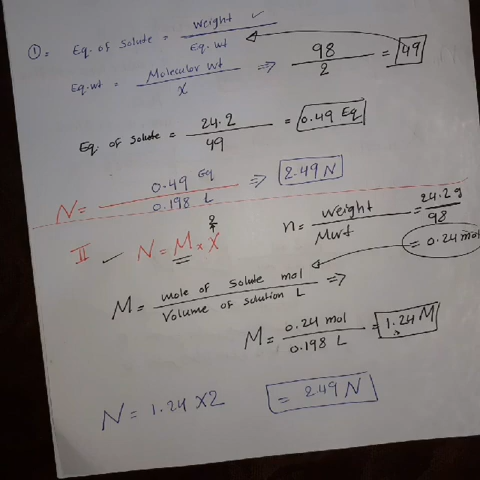 ①= Eq. of Solute = Weight ✓ / Eq. wt
Eq.wt = Molecular Wt / X ⇒ 98 / 2 = 49
Eq. of Solute = 24.2 / 49 = 0.49 Eq
N = 0.49 Eq / 0.198 L ⇒ 2.49 N
II ✓ N = M × X 2
n = Weight / Mwt = 24.2 g / 98 = 0.24 mol
M = mole of Solute mol / Volume of Solution L ⇒
M = 0.24 mol / 0.198 L = 1.24 M
N = 1.24 X2 = 249 N